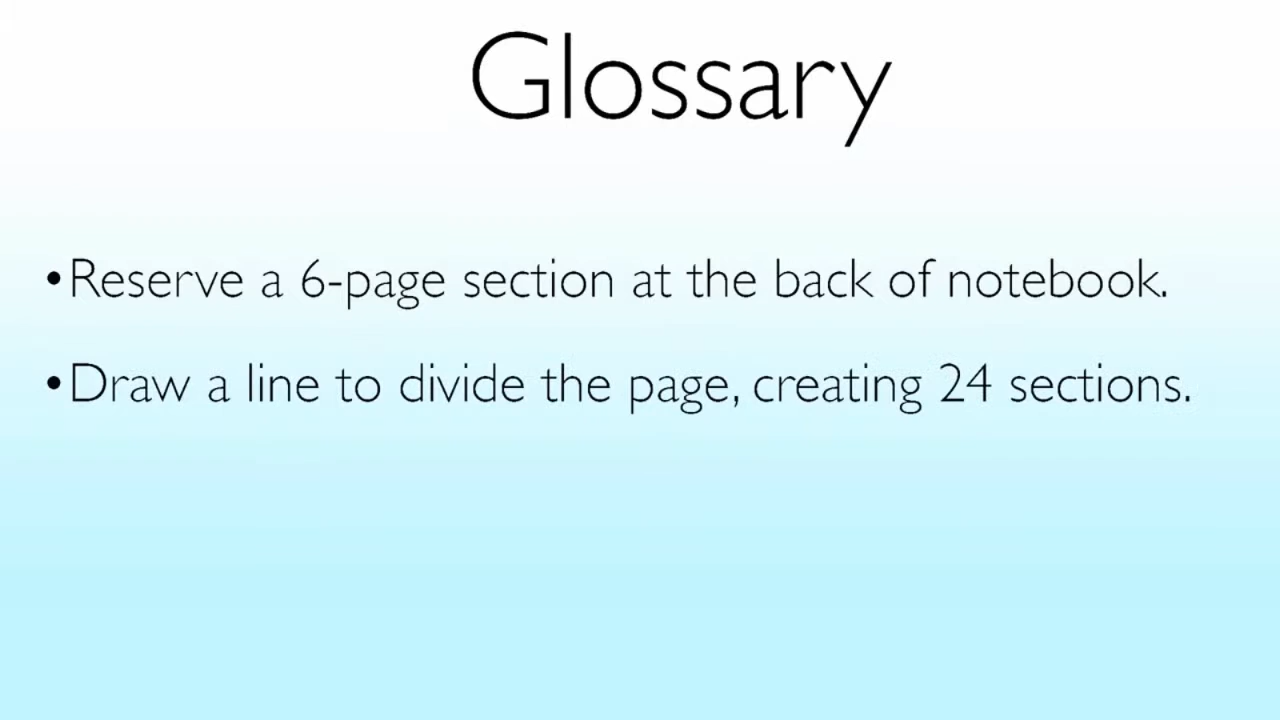 Glossary
•Reserve a 6-page section at the back of notebook.
•Draw a line to divide the page, creating 24 sections.